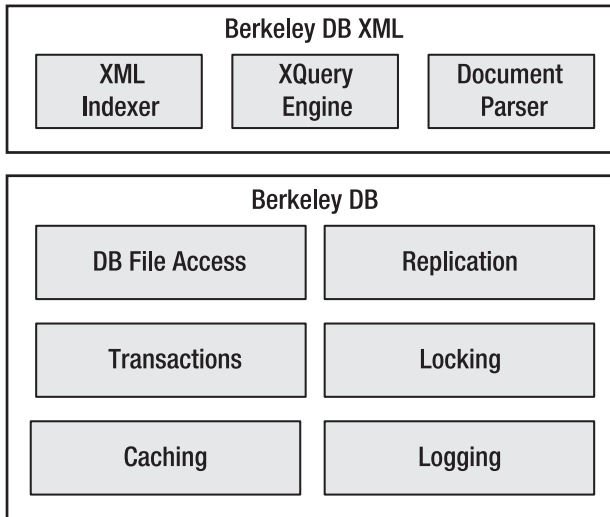 Berkeley DB XML
XML
Indexer
XQuery
Engine
Document
Parser
Berkeley DB
DB File Access
Replication
Transactions
Locking
Caching
Logging